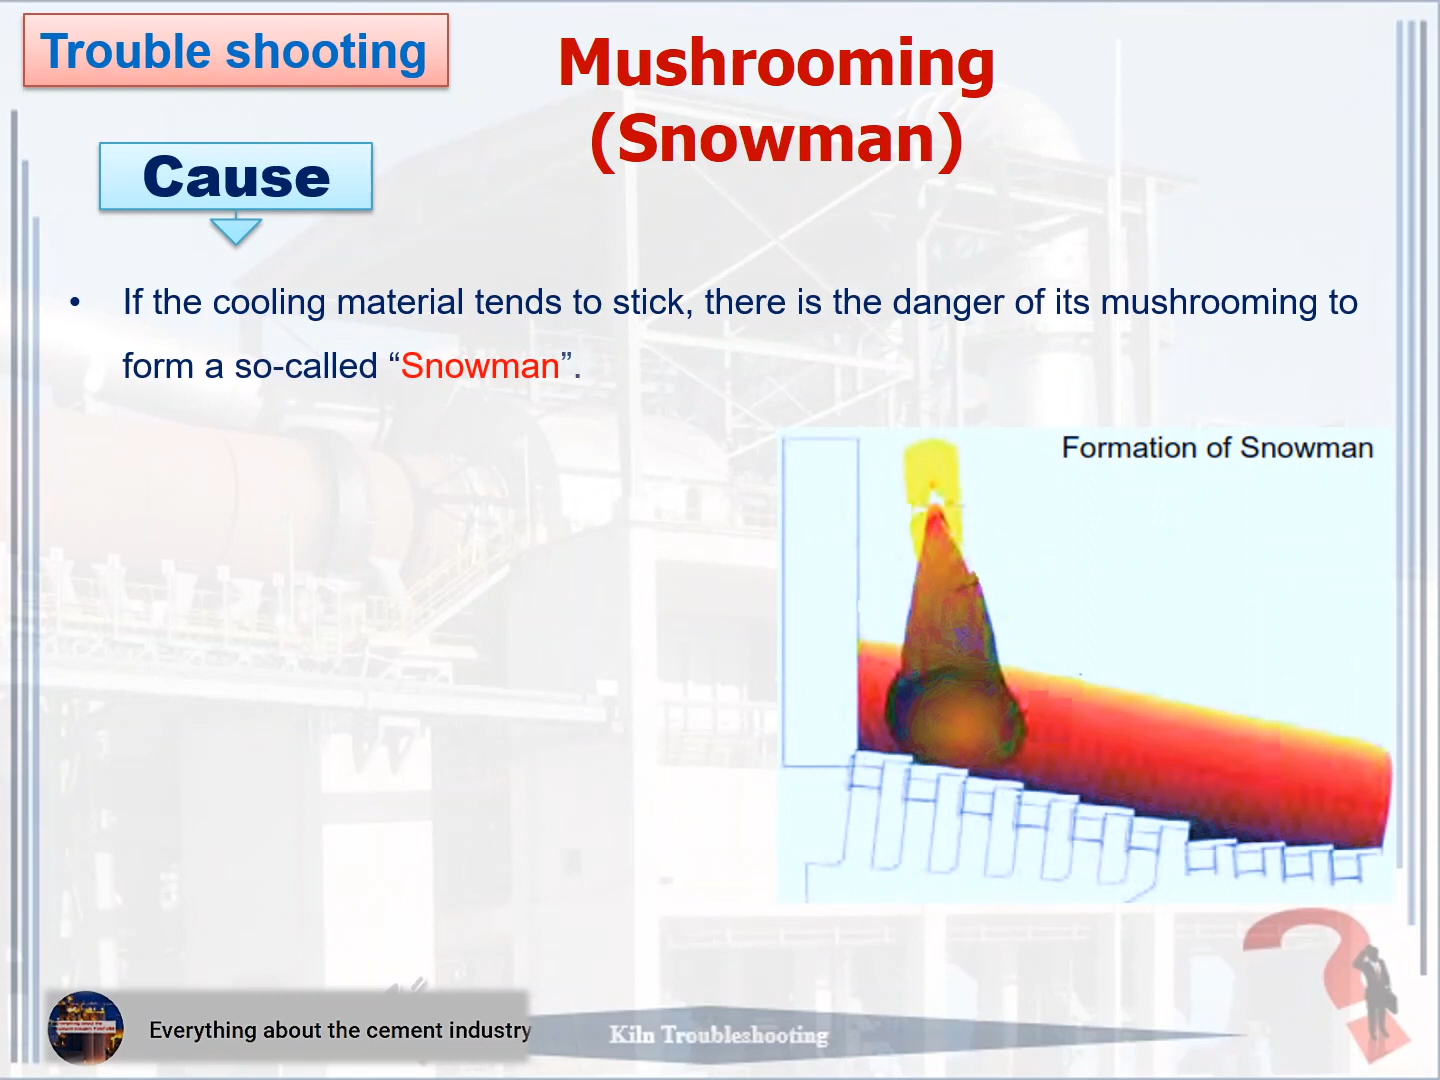 Trouble shooting
Mushrooming
(Snowman)
Cause
• If the cooling material tends to stick, there is the danger of its mushrooming to
form a so-called “Snowman”.
Formation of Snowman
Everything about the cement industry
Kiln Troubleshooting